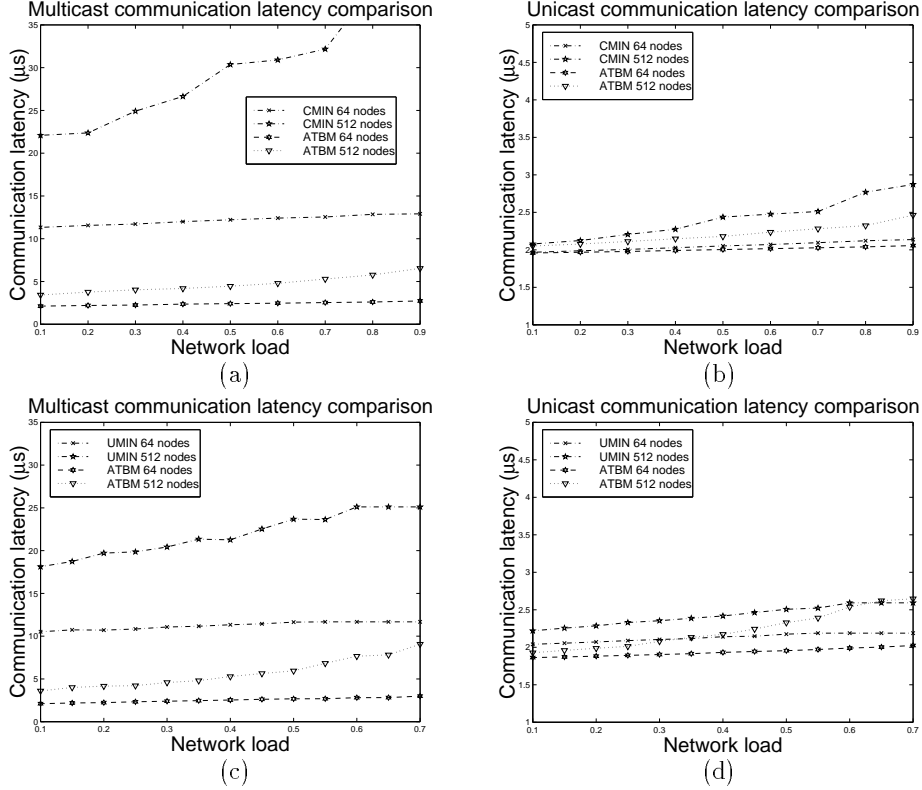 Multicast communication latency comparison
35
30
25
20
15
10
5
0
Communication latency (μs)
CMIN 64 nodes
CMIN 512 nodes
ATBM 64 nodes
ATBM 512 nodes
0.1 0.2 0.3 0.4 0.5 0.6 0.7 0.8 0.9
Network load
(a)
Unicast communication latency comparison
5
4.5
4
3.5
3
2.5
2
1.5
1
Communication latency (μs)
CMIN 64 nodes
CMIN 512 nodes
ATBM 64 nodes
ATBM 512 nodes
0.1 0.2 0.3 0.4 0.5 0.6 0.7 0.8 0.9
Network load
(b)
Multicast communication latency comparison
35
30
25
20
15
10
5
0
Communication latency (μs)
UMIN 64 nodes
UMIN 512 nodes
ATBM 64 nodes
ATBM 512 nodes
0.1 0.2 0.3 0.4 0.5 0.6 0.7
Network load
(c)
Unicast communication latency comparison
5
4.5
4
3.5
3
2.5
2
1.5
1
Communication latency (μs)
UMIN 64 nodes
UMIN 512 nodes
ATBM 64 nodes
ATBM 512 nodes
0.1 0.2 0.3 0.4 0.5 0.6 0.7
Network load
(d)